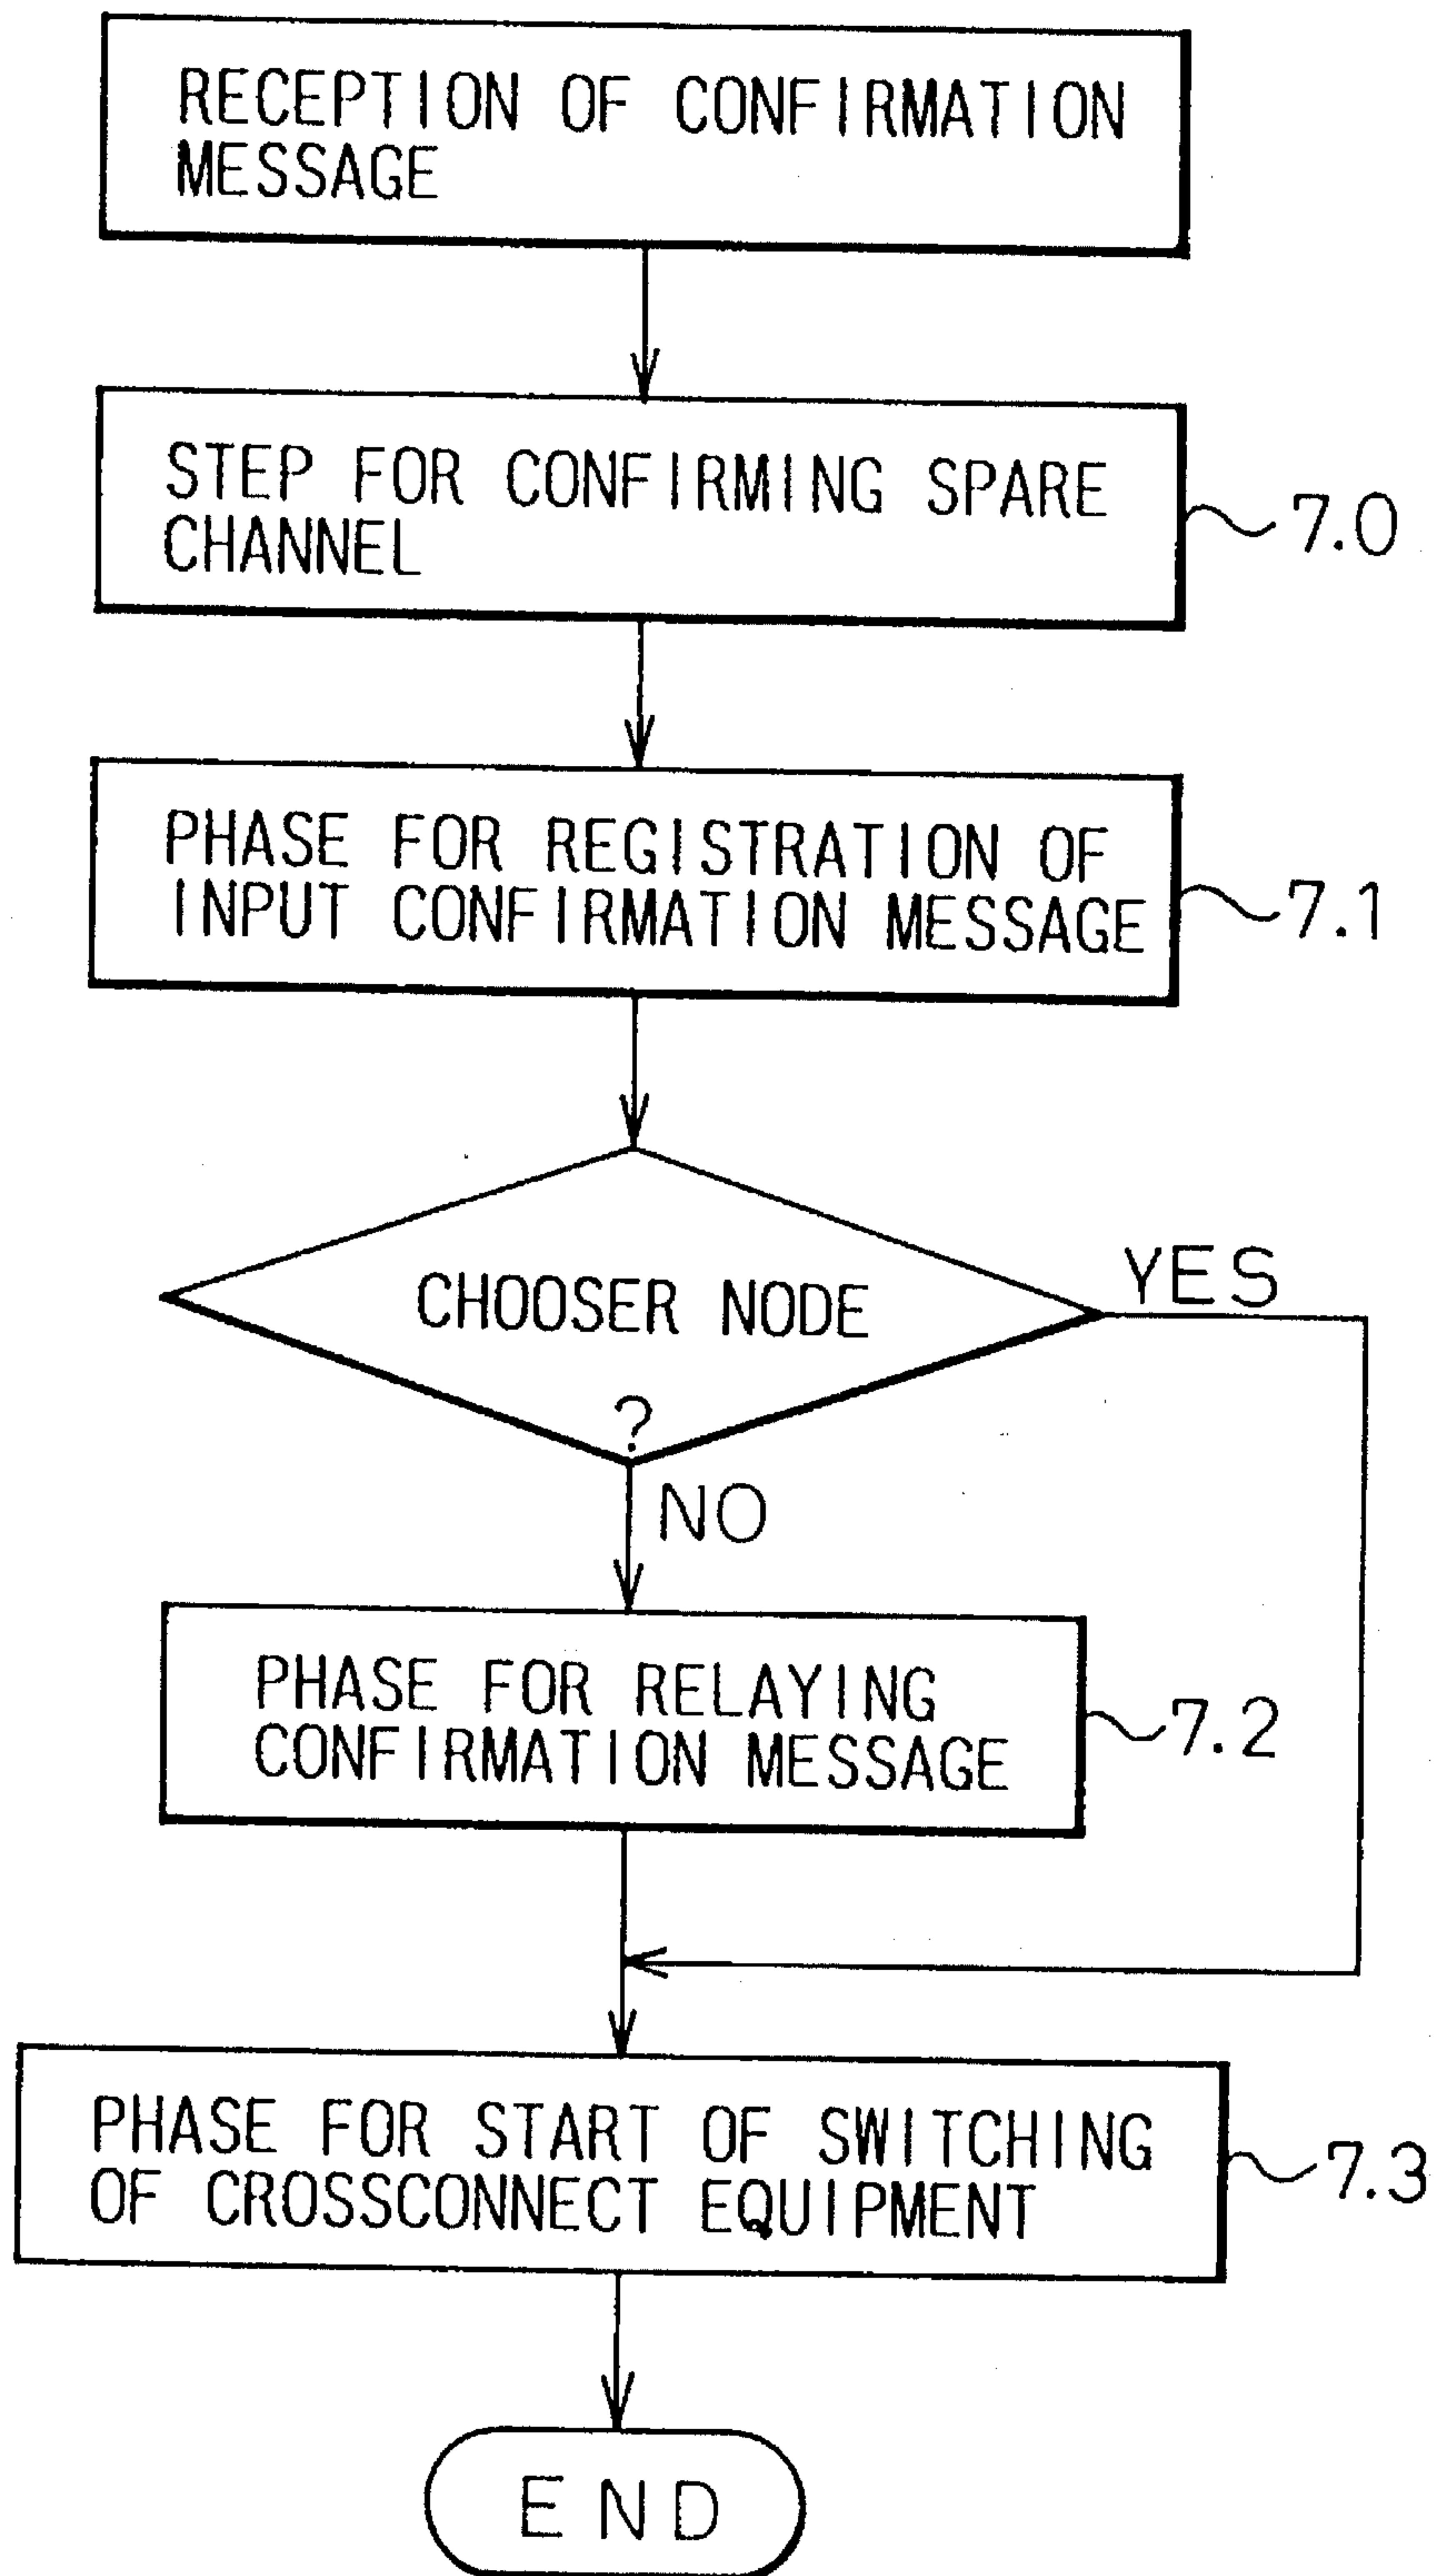 RECEPTION OF CONFIRMATION
MESSAGE
STEP FOR CONFIRMING SPARE
CHANNEL
7.0
PHASE FOR REGISTRATION OF
INPUT CONFIRMATION MESSAGE
7.1
CHOOSER NODE
?
YES
NO
PHASE FOR RELAYING
CONFIRMATION MESSAGE
7.2
PHASE FOR START OF SWITCHING
OF CROSSCONNECT EQUIPMENT
7.3
END